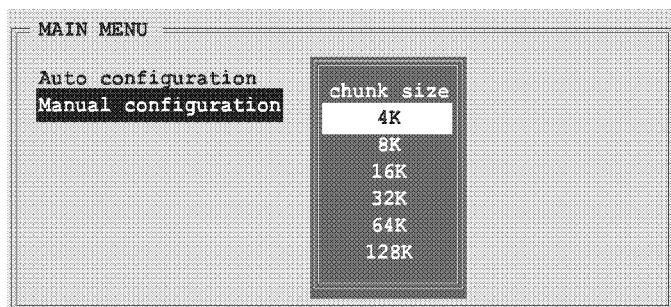 MAIN MENU
Auto configuration
Manual configuration
chunk size
4K
8K
16K
32K
64K
128K